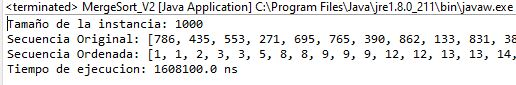 <terminated> MergeSort_V2 [Java Application] C:\Program Files\Java\jre1.8.0_211\bin\javaw.exe
Tamaño de la instancia: 1000
Secuencia Original: [786, 435, 553, 271, 695, 765, 390, 862, 133, 831, 38
Secuencia Ordenada: [1, 1, 2, 3, 3, 5, 8, 8, 9, 9, 9, 12, 12, 13, 13, 14,
Tiempo de ejecucion: 1608100.0 ns